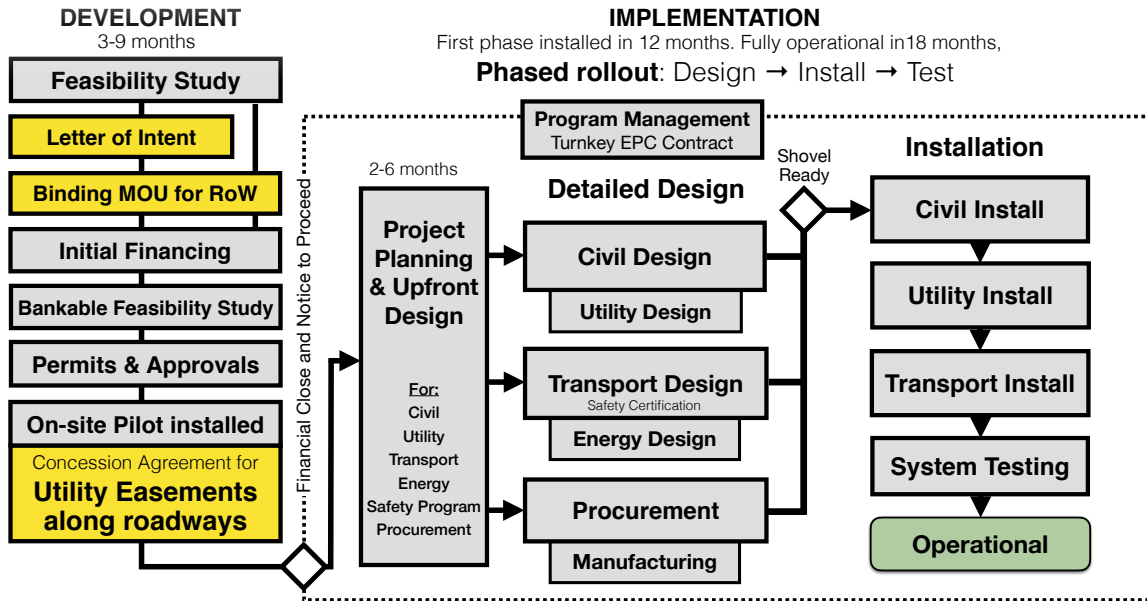 DEVELOPMENT
3-9 months
Feasibility Study
Letter of Intent
Binding MOU for RoW
Initial Financing
Bankable Feasibility Study
Permits & Approvals
On-site Pilot installed
Concession Agreement for
Utility Easements
along roadways
Financial Close and Notice to Proceed
IMPLEMENTATION
First phase installed in 12 months. Fully operational in18 months,
Phased rollout: Design → Install → Test
Program Management
Turnkey EPC Contract
2-6 months
Project
Planning
& Upfront
Design
For:
Civil
Utility
Transport
Energy
Safety Program
Procurement
Detailed Design
Civil Design
Utility Design
Transport Design
Safety Certification
Energy Design
Procurement
Manufacturing
Shovel
Ready
Installation
Civil Install
Utility Install
Transport Install
System Testing
Operational